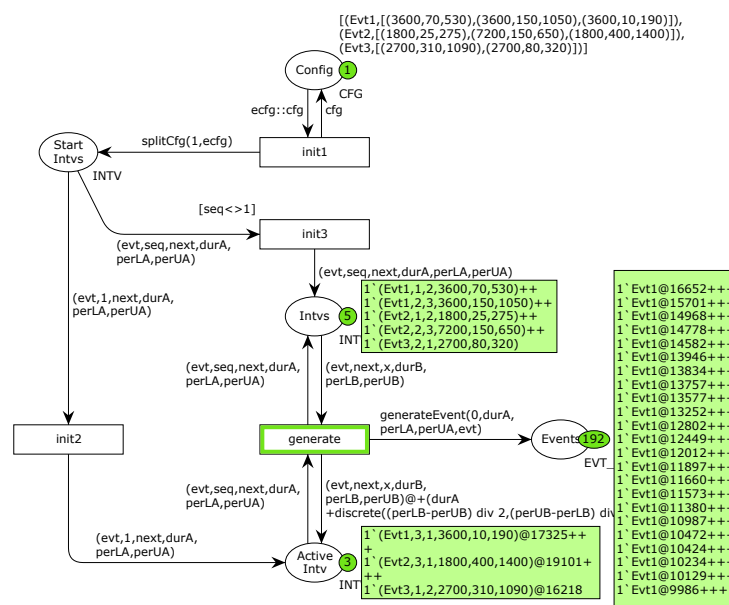 [(Evt1,[(3600,70,530),(3600,150,1050),(3600,10,190)]),
(Evt2,[(1800,25,275),(7200,150,650),(1800,400,1400)]),
(Evt3,[(2700,310,1090),(2700,80,320)])]
Config
1
CFG
ecfg::cfg
cfg
splitCfg(1,ecfg)
Start
Intvs
INTV
init1
[seq<>1]
init3
(evt,seq,next,durA,
perLA,perUA)
(evt,seq,next,durA,perLA,perUA)
(evt,1,next,durA,
perLA,perUA)
Intvs
5
INT
1`(Evt1,1,2,3600,70,530)++
1`(Evt1,2,3,3600,150,1050)++
1`(Evt2,1,2,1800,25,275)++
1`(Evt2,2,3,7200,150,650)++
1`(Evt3,2,1,2700,80,320)
(evt,seq,next,durA,
perLA,perUA)
(evt,next,x,durB,
perLB,perUB)
init2
generate
generateEvent(0,durA,
perLA,perUA,evt)
Events
192
EVT_
(evt,seq,next,durA,
perLA,perUA)
(evt,next,x,durB,
perLB,perUB)@+(durA
+discrete((perLB-perUB) div 2,(perUB-perLB) div
(evt,1,next,durA,
perLA,perUA)
Active
Intv
3
INT
1`(Evt1,3,1,3600,10,190)@17325++
+
1`(Evt2,3,1,1800,400,1400)@19101+
++
1`(Evt3,1,2,2700,310,1090)@16218
1`Evt1@16652+++
1`Evt1@15701+++
1`Evt1@14968+++
1`Evt1@14778+++
1`Evt1@14582+++
1`Evt1@13946+++
1`Evt1@13834+++
1`Evt1@13757+++
1`Evt1@13577+++
1`Evt1@13252+++
1`Evt1@12802+++
1`Evt1@12449+++
1`Evt1@12012+++
1`Evt1@11897+++
1`Evt1@11660+++
1`Evt1@11573+++
1`Evt1@11380+++
1`Evt1@10987+++
1`Evt1@10472+++
1`Evt1@10424+++
1`Evt1@10234+++
1`Evt1@10129+++
1`Evt1@9986+++